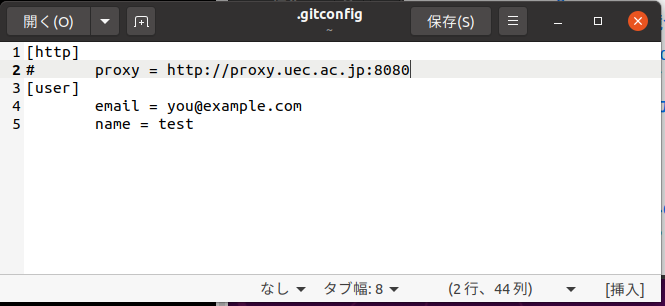 開く(O)
.gitconfig
~
保存(S)
1 [http]
2 #       proxy = http://proxy.uec.ac.jp:8080
3 [user]
4         email = you@example.com
5         name = test
なし タブ幅: 8 (2 行、44 列) [挿入]